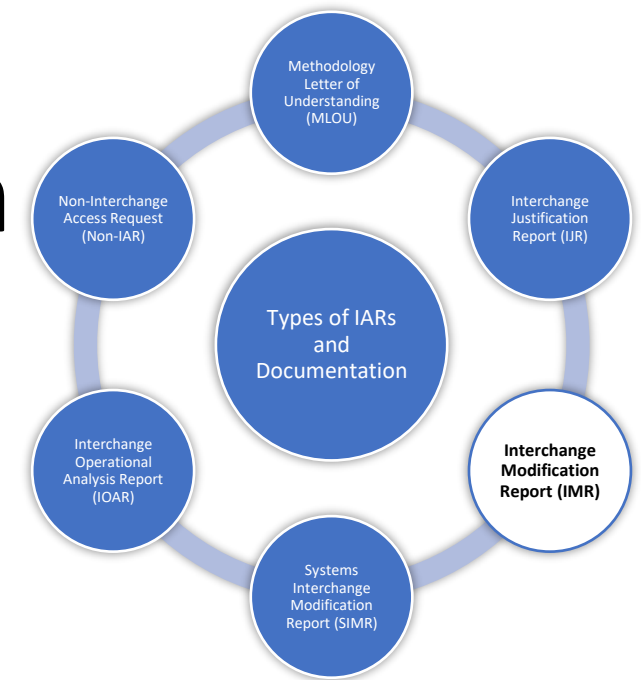 Methodology
Letter of
Understanding
(MLOU)
Interchange
Justification
Report (IJR)
Interchange
Modification
Report (IMR)
Systems
Interchange
Modification
Report (SIMR)
Interchange
Operational
Analysis Report
(IOAR)
Non-Interchange
Access Request
(Non-IAR)
Types of IARs
and
Documentation